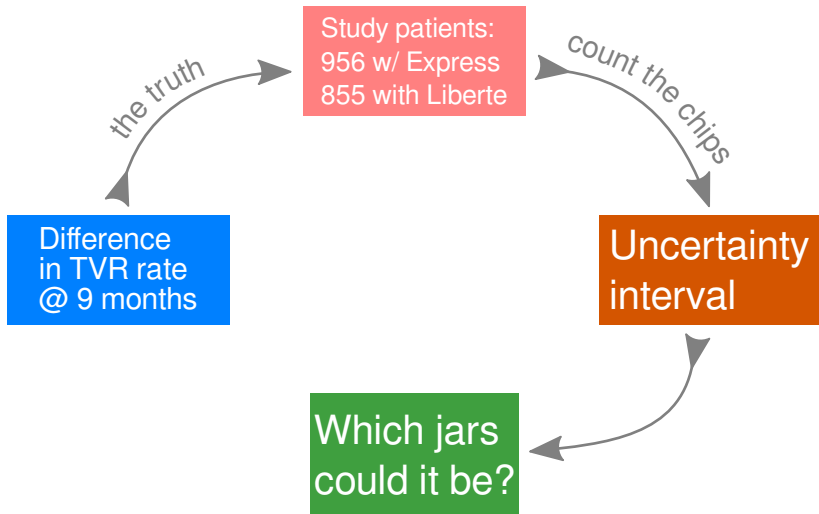 Study patients:
956 w/ Express
855 with Liberte
the truth
count the chips
Difference
in TVR rate
@ 9 months
Uncertainty
interval
Which jars
could it be?